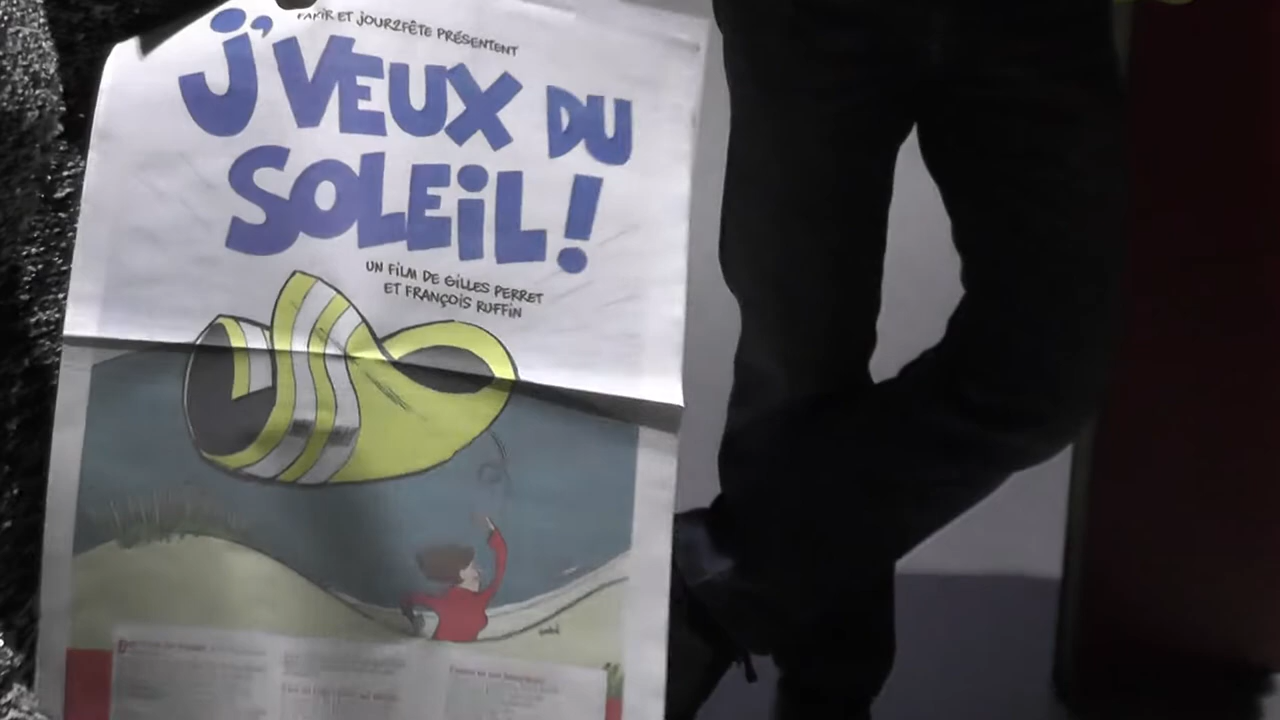 FAKIR ET JOUR2FÊTE PRÉSENTENT
J'VEUX DU
SOLEIL!
UN FILM DE GILLES PERRET
ET FRANÇOIS RUFFIN